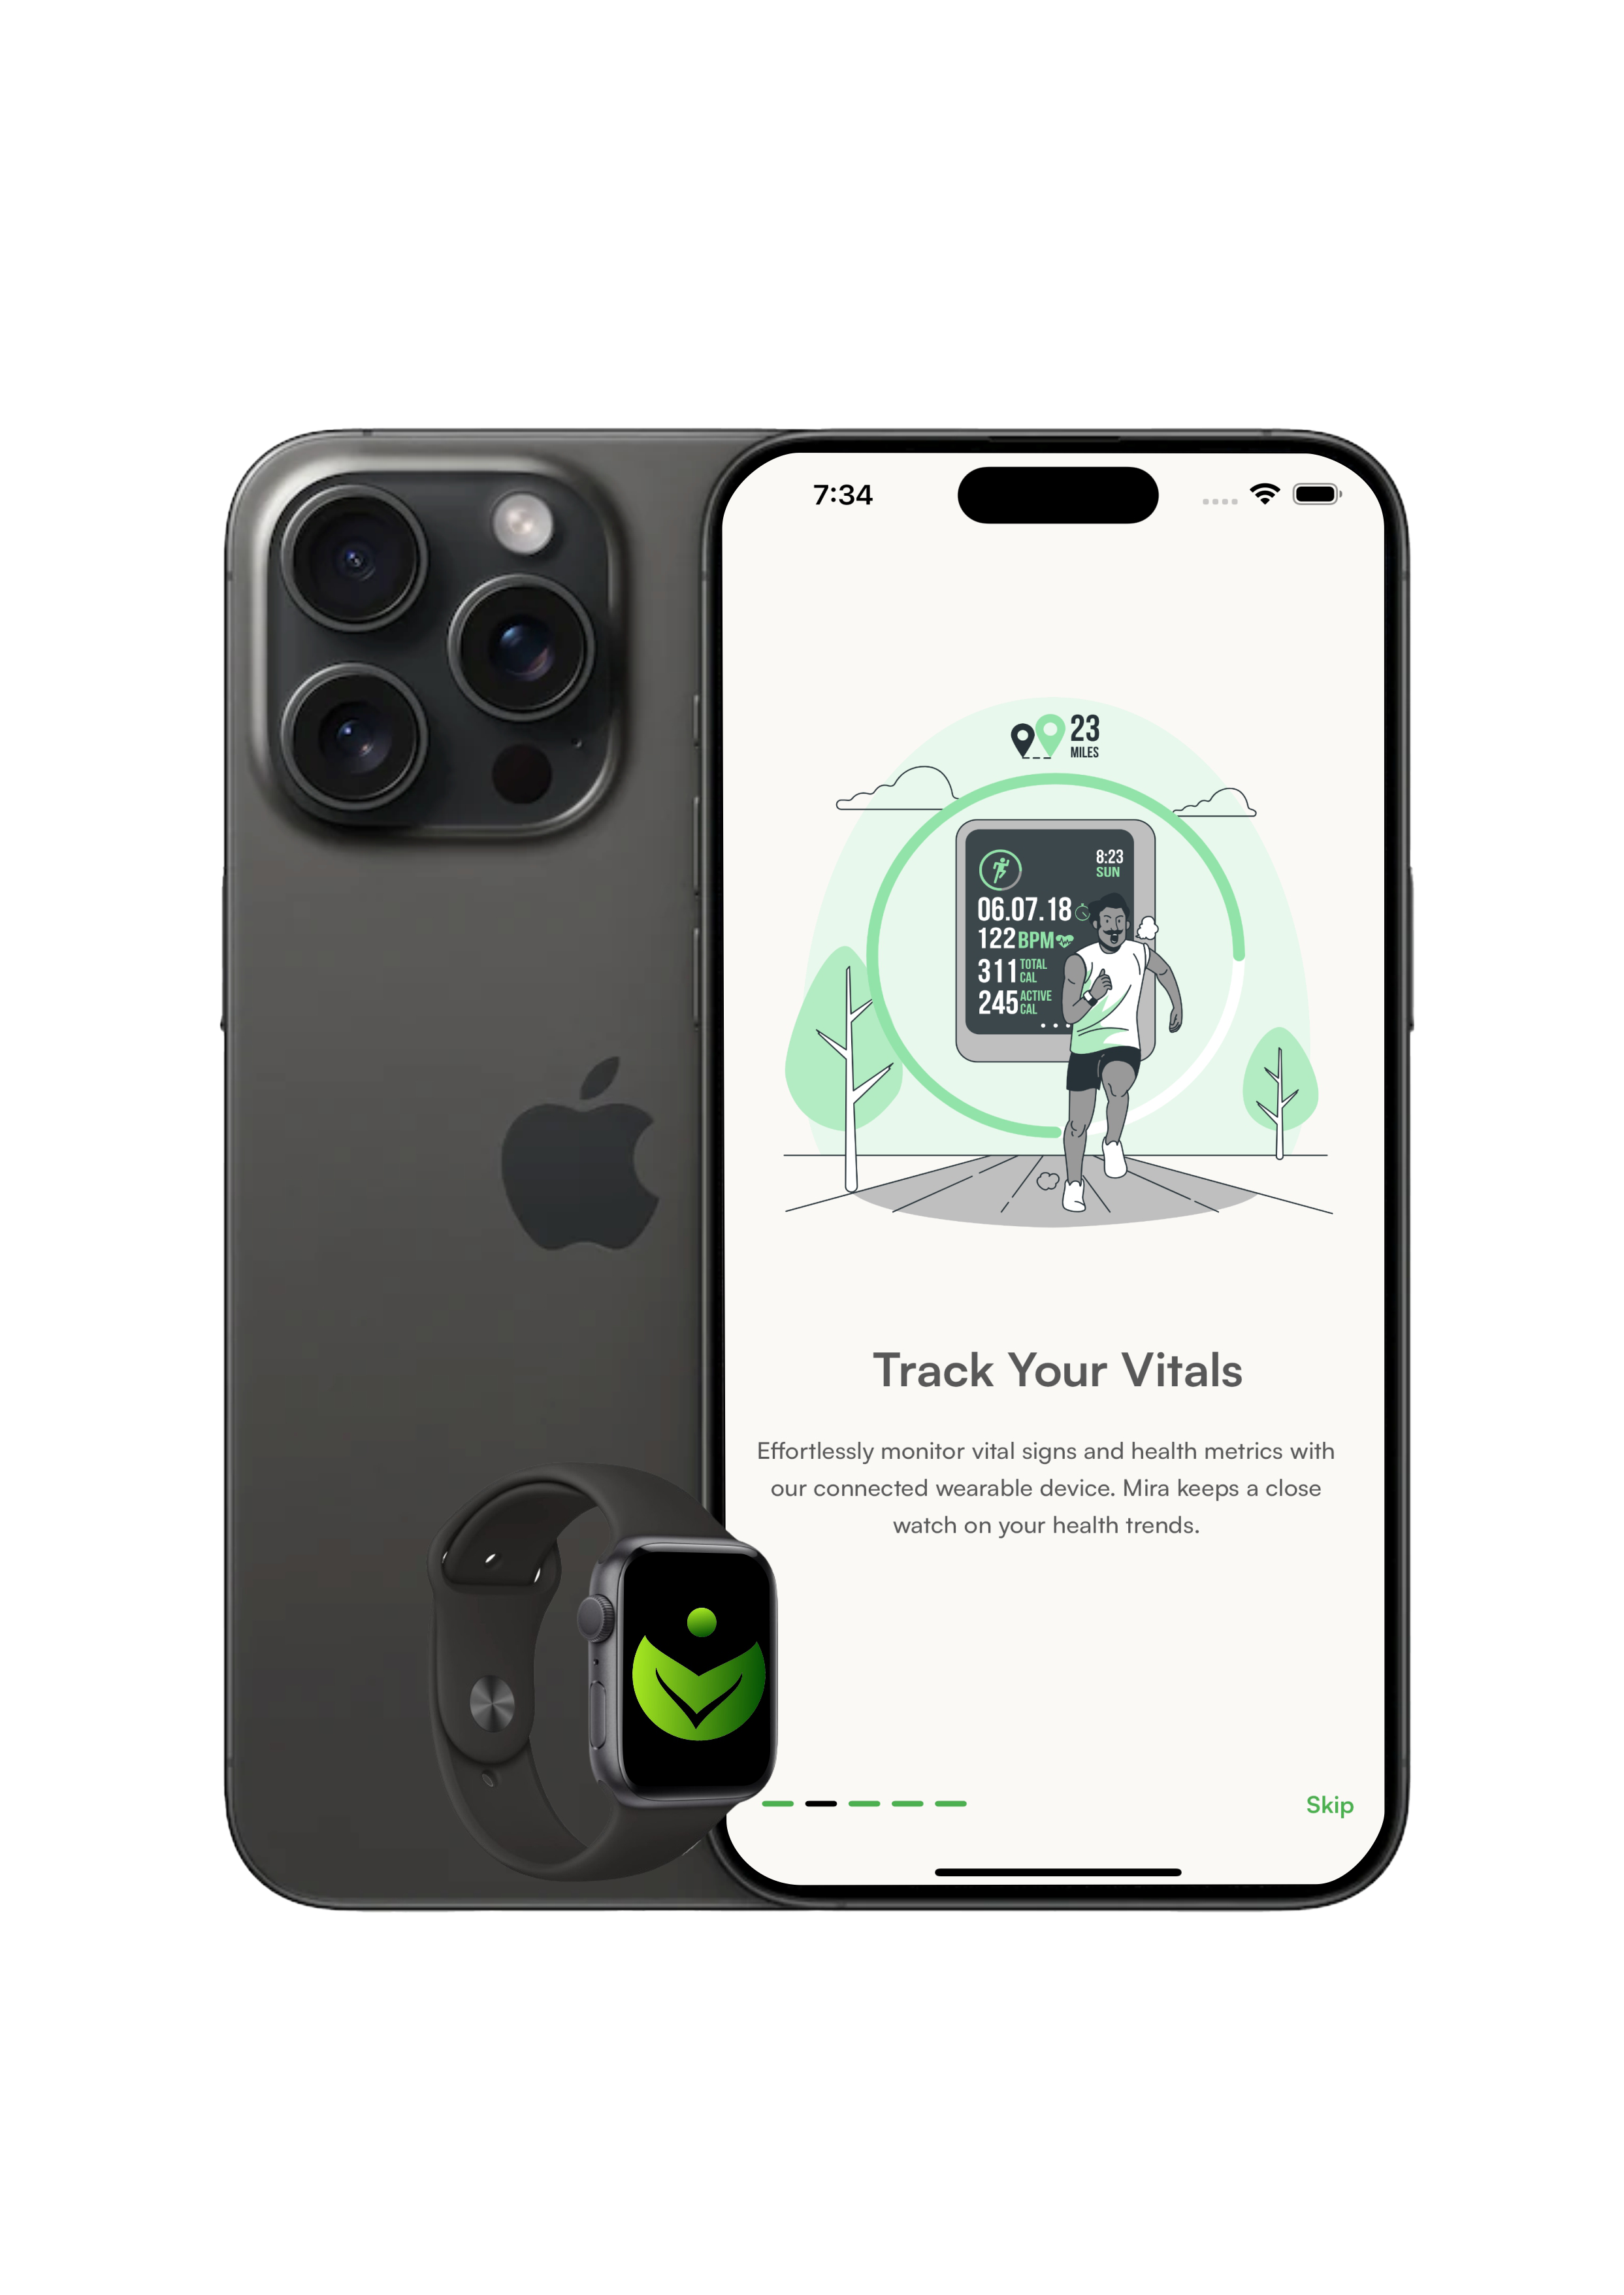 7:34
23
MILES
8:23
SUN
06.07.18
122 BPM
311 TOTAL CAL
245 ACTIVE CAL
Track Your Vitals
Effortlessly monitor vital signs and health metrics with
our connected wearable device. Mira keeps a close
watch on your health trends.
Skip